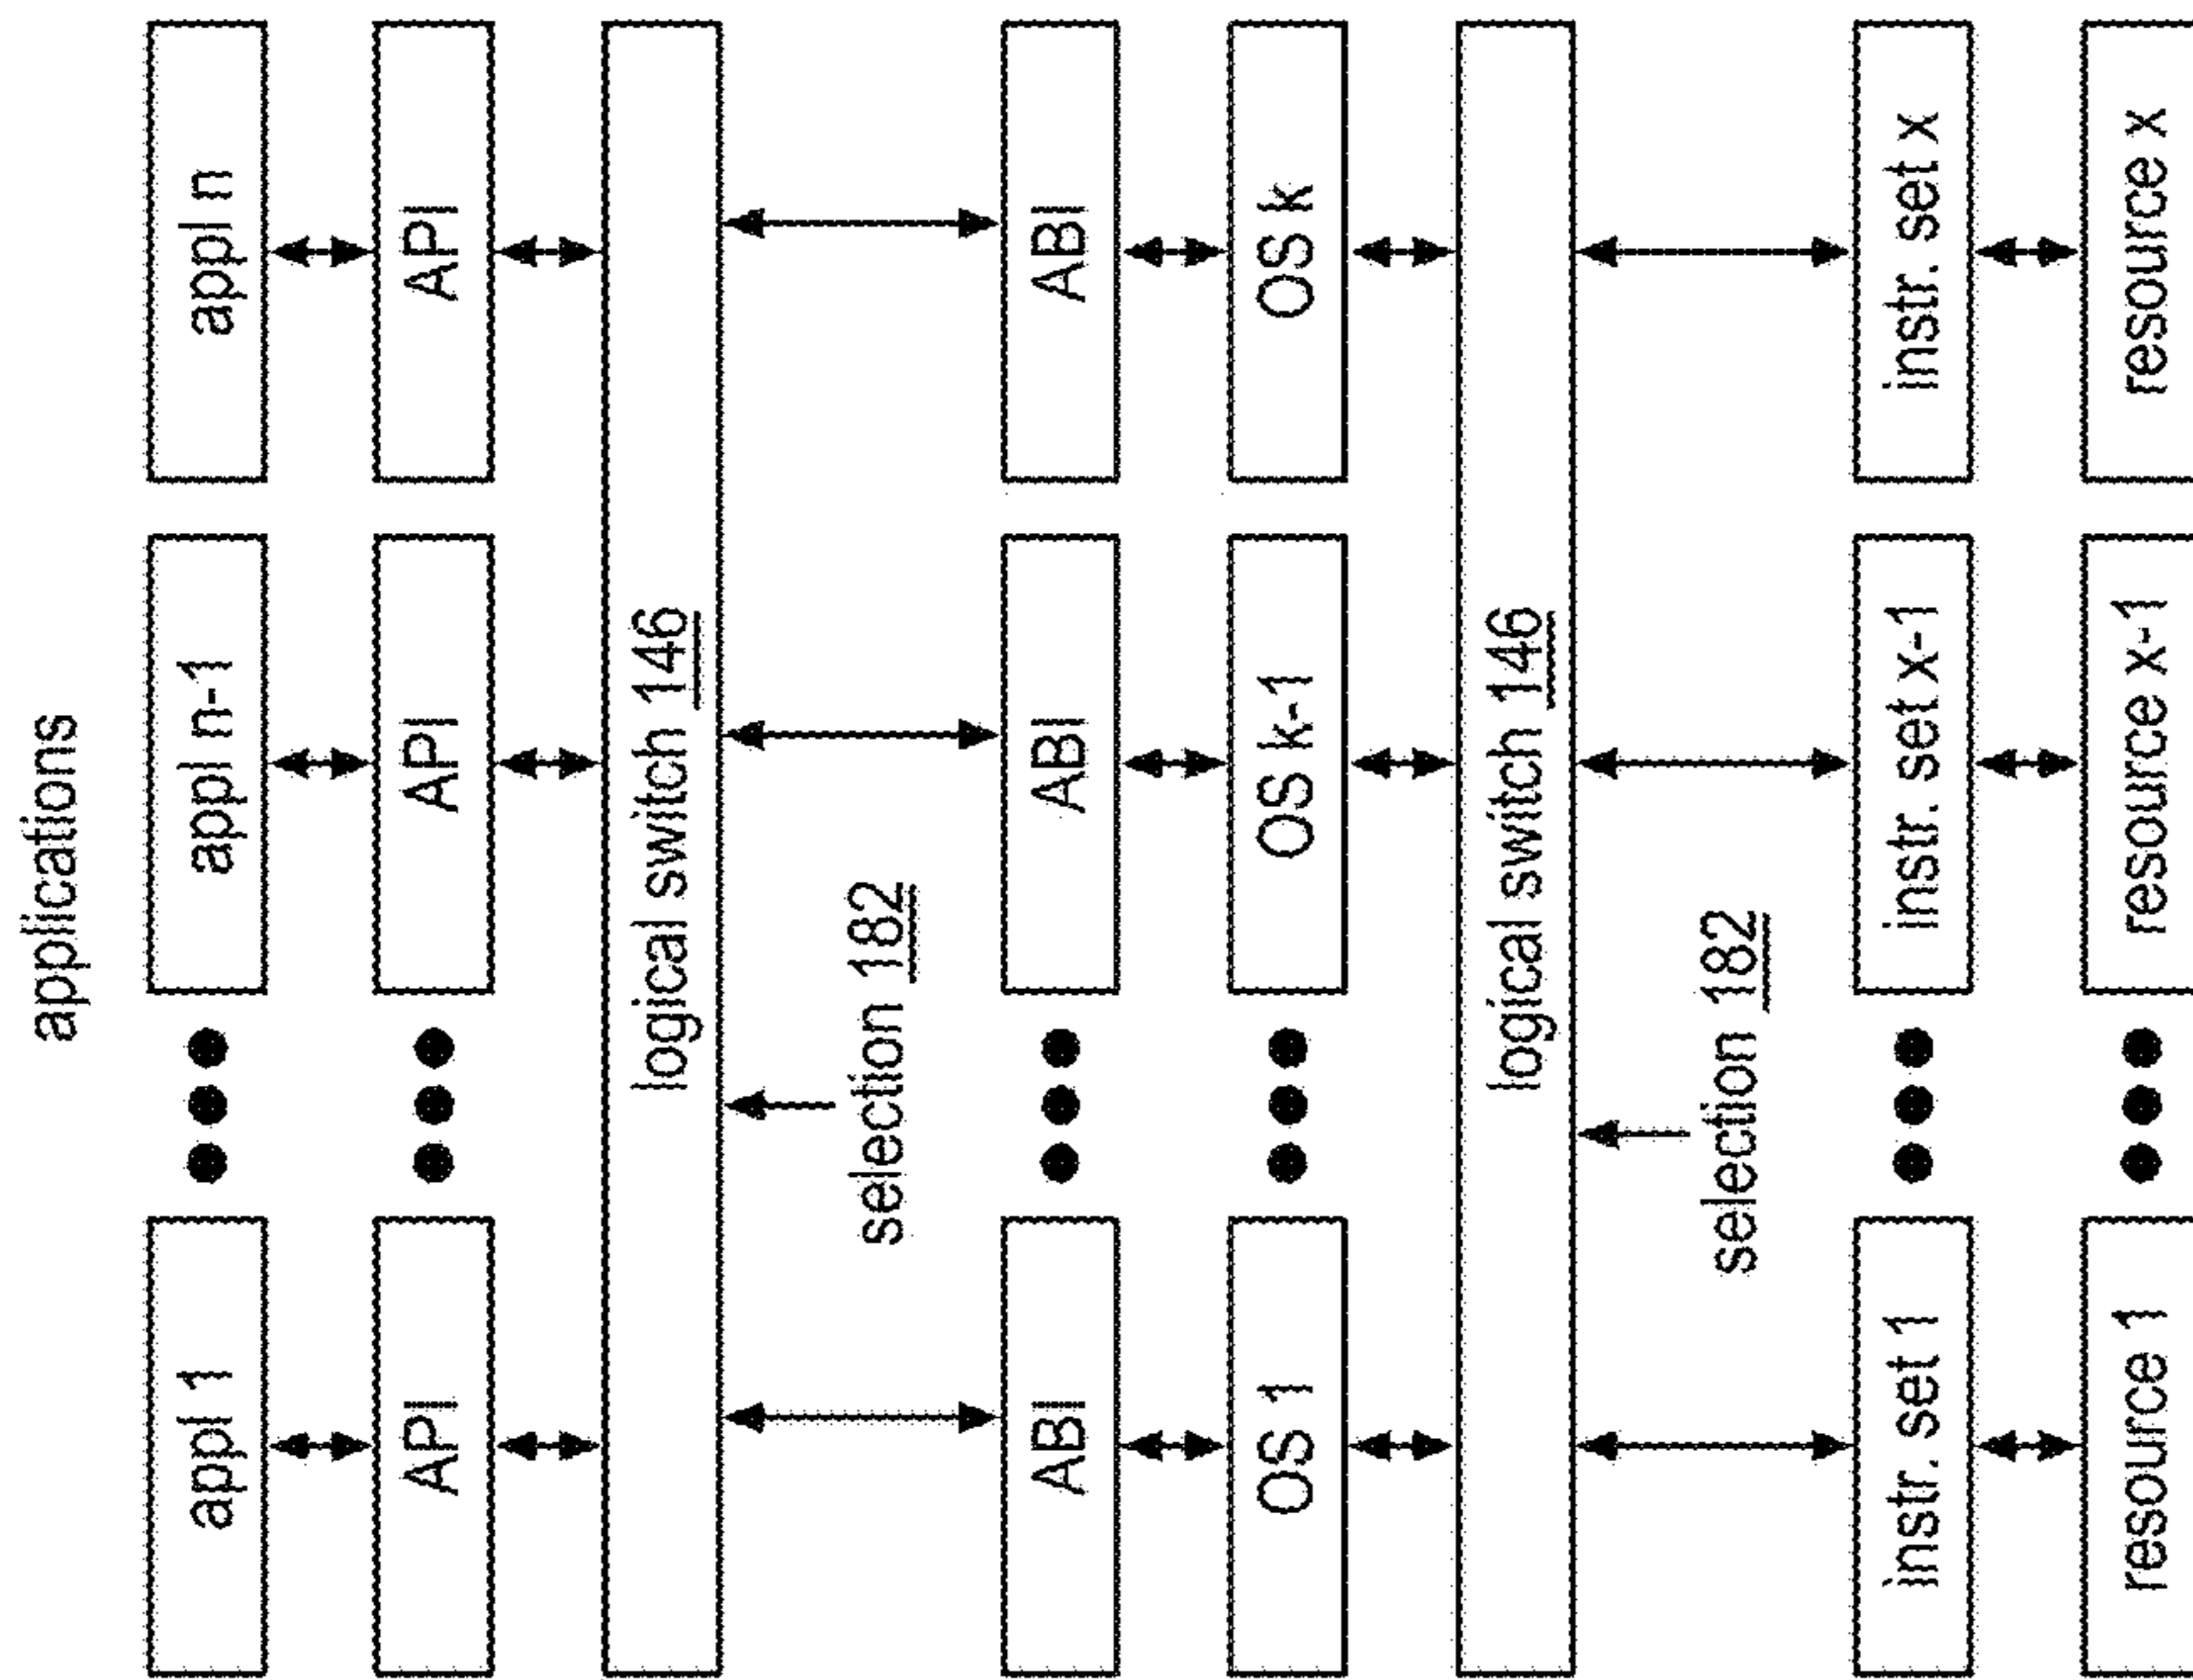 applications
appl 1
appl n-1
appl n
API
API
API
logical switch 146
selection 182
ABI
ABI
ABI
OS 1
OS k-1
OS k
logical switch 146
selection 182
instr. set 1
instr. set x-1
instr. set x
resource 1
resource x-1
resource x